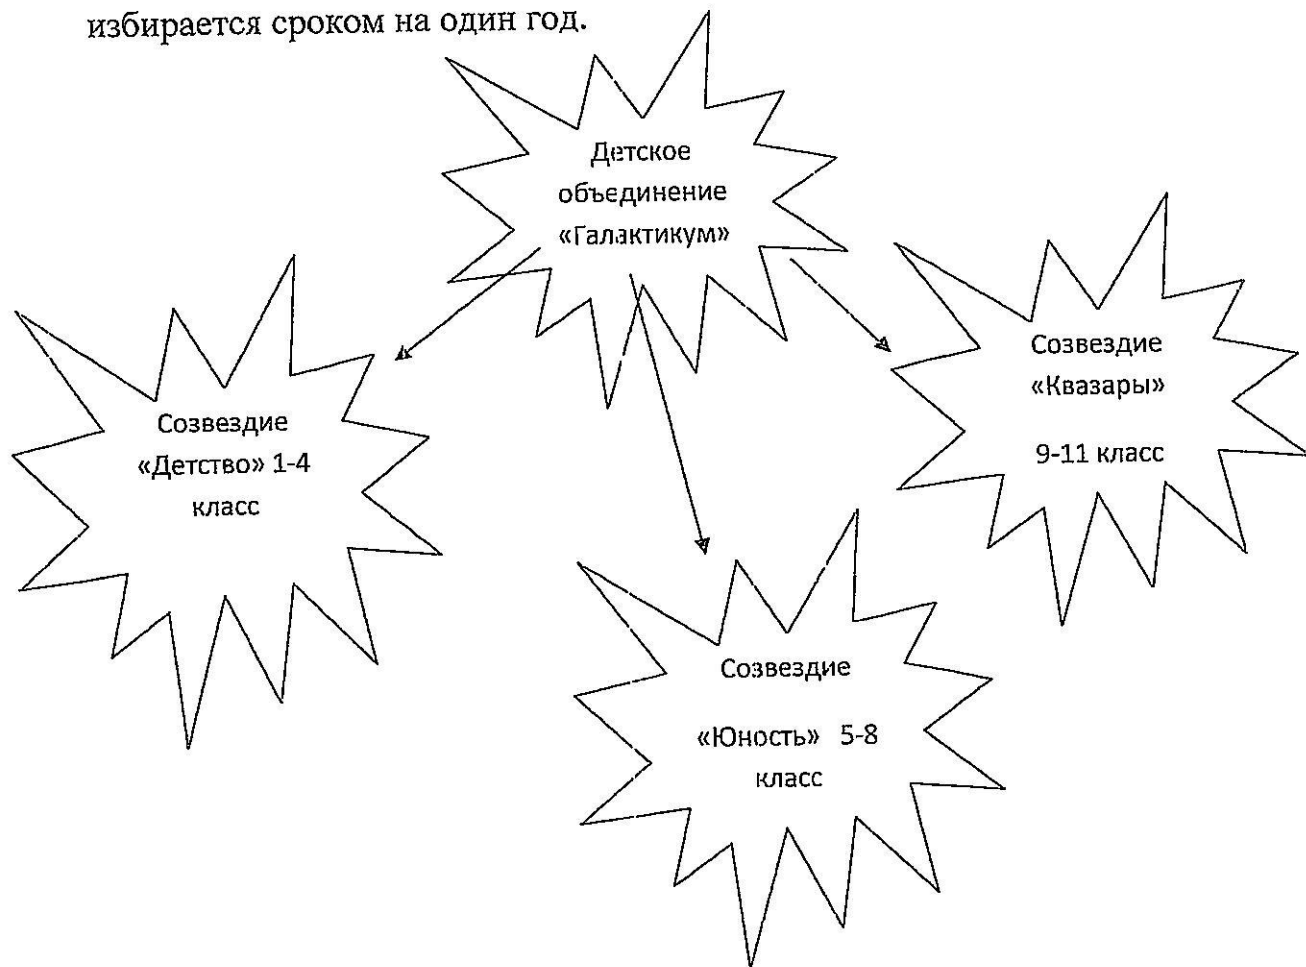 избирается сроком на один год.
Детское
объединение
«Галактикум»
Созвездие
«Детство» 1-4
класс
Созвездие
«Юность» 5-8
класс
Созвездие
«Квазары»
9-11 класс